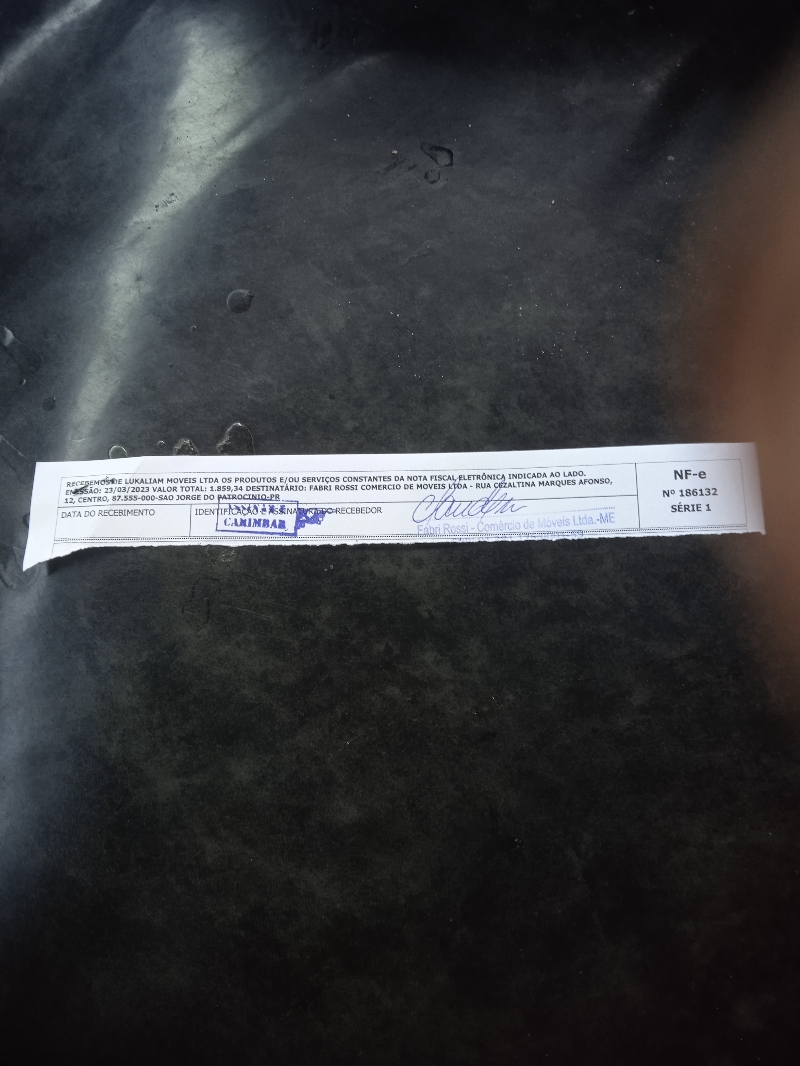 RECEBEMOS DE LUKALIAM MOVEIS LTDA OS PRODUTOS E/OU SERVIÇOS CONSTANTES DA NOTA FISCAL ELETRÔNICA INDICADA AO LADO.
EMISSÃO: 23/03/2023 VALOR TOTAL: 1.859,34 DESTINATÁRIO: FABRI ROSSI COMERCIO DE MOVEIS LTDA - RUA CEZALTINA MARQUES AFONSO,
12, CENTRO, 87.555-000-SAO JORGE DO PATROCINIO-PR
DATA DO RECEBIMENTO
IDENTIFICAÇÃO E ASSINATURA DO RECEBEDOR
CARIMBAR
Fabri Rossi - Comércio de Móveis Ltda.-ME
NF-e
Nº 186132
SÉRIE 1